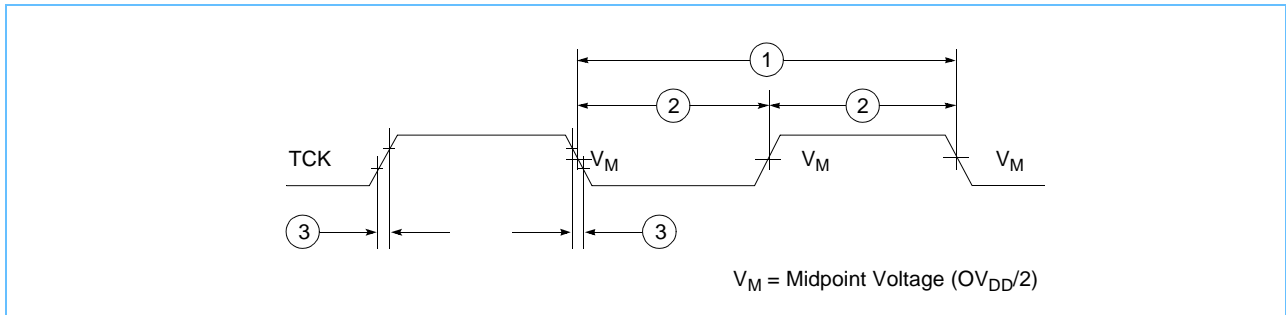 1
2 2
TCK V_M V_M V_M
3 3
V_M = Midpoint Voltage (OV_DD/2)